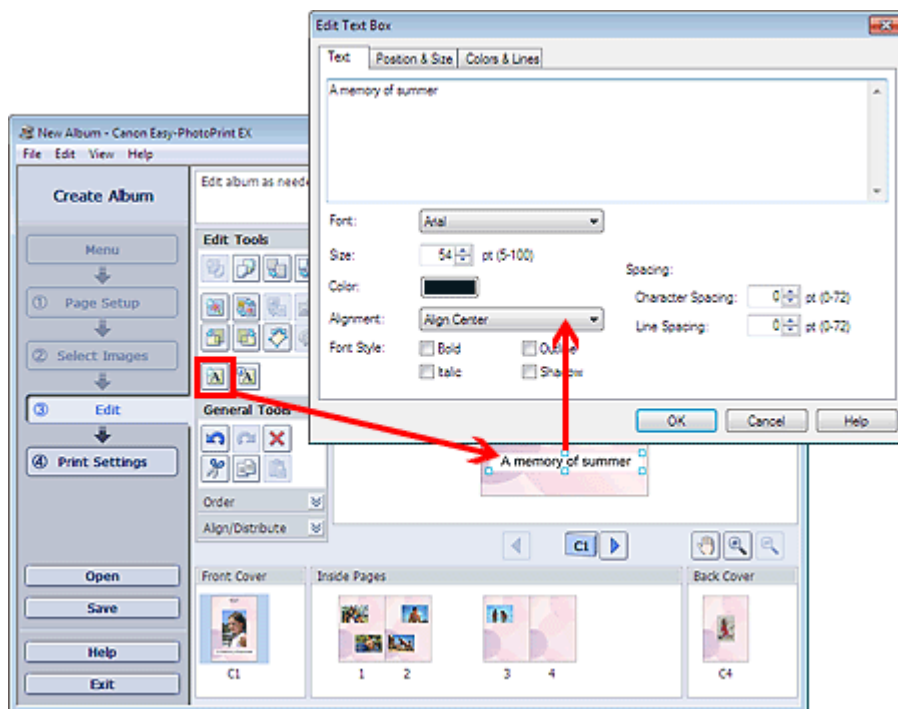 Edit Text Box
Text
Position & Size
Colors & Lines
A memory of summer
Font:
Arial
Size:
54
pt (5-100)
Color:
Spacing:
Character Spacing:
0
pt (0-72)
Alignment:
Align Center
Line Spacing:
0
pt (0-72)
Font Style:
Bold
Outline
Italic
Shadow
OK
Cancel
Help
New Album - Canon Easy-PhotoPrint EX
File
Edit
View
Help
Create Album
Edit album as neede
Menu
Edit Tools
① Page Setup
② Select Images
③ Edit
General Tools
④ Print Settings
A memory of summer
Order
Align/Distribute
C1
Open
Save
Help
Exit
Front Cover
Inside Pages
Back Cover
C1
1
2
3
4
C4